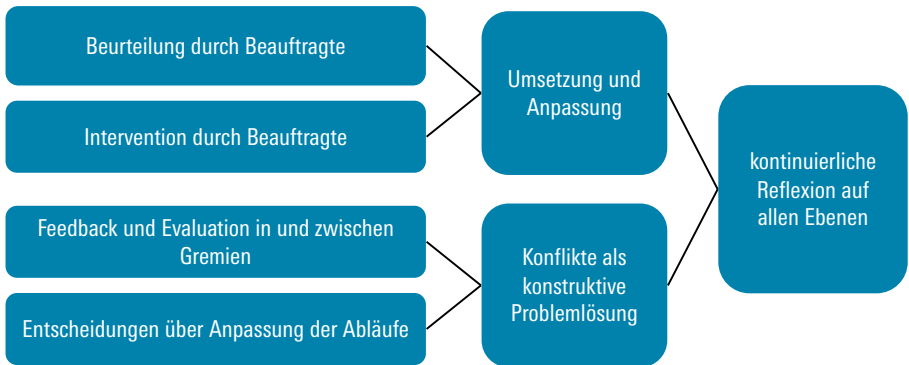 Beurteilung durch Beauftragte
Intervention durch Beauftragte
Umsetzung und
Anpassung
Feedback und Evaluation in und zwischen
Gremien
Entscheidungen über Anpassung der Abläufe
Konflikte als
konstruktive
Problemlösung
kontinuierliche
Reflexion auf
allen Ebenen